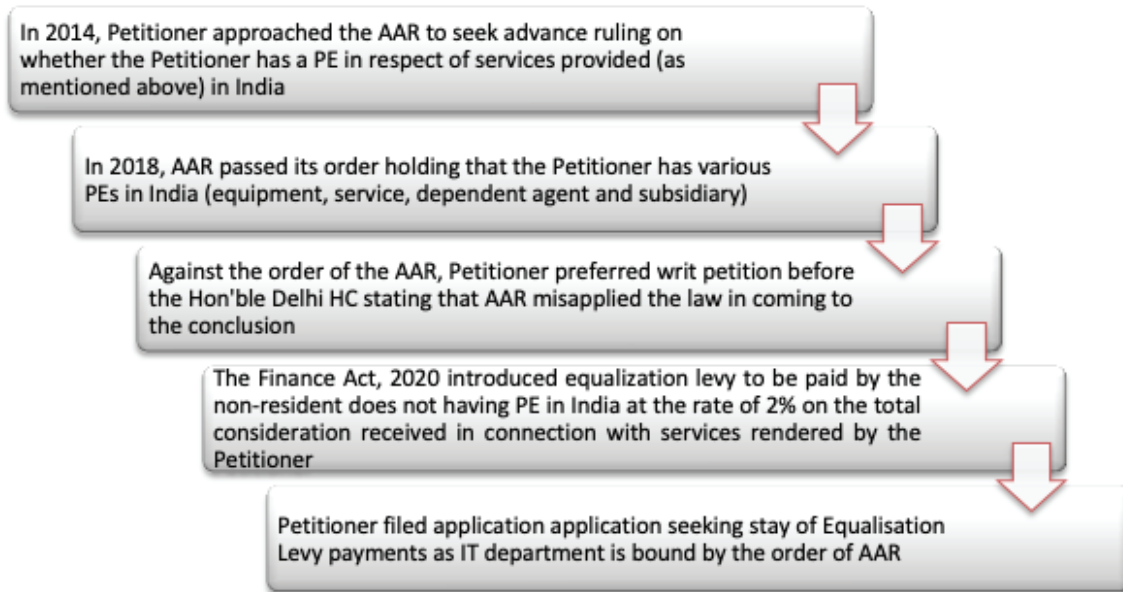 In 2014, Petitioner approached the AAR to seek advance ruling on
whether the Petitioner has a PE in respect of services provided (as
mentioned above) in India
In 2018, AAR passed its order holding that the Petitioner has various
PEs in India (equipment, service, dependent agent and subsidiary)
Against the order of the AAR, Petitioner preferred writ petition before
the Hon'ble Delhi HC stating that AAR misapplied the law in coming to
the conclusion
The Finance Act, 2020 introduced equalization levy to be paid by the
non-resident does not having PE in India at the rate of 2% on the total
consideration received in connection with services rendered by the
Petitioner
Petitioner filed application application seeking stay of Equalisation
Levy payments as IT department is bound by the order of AAR